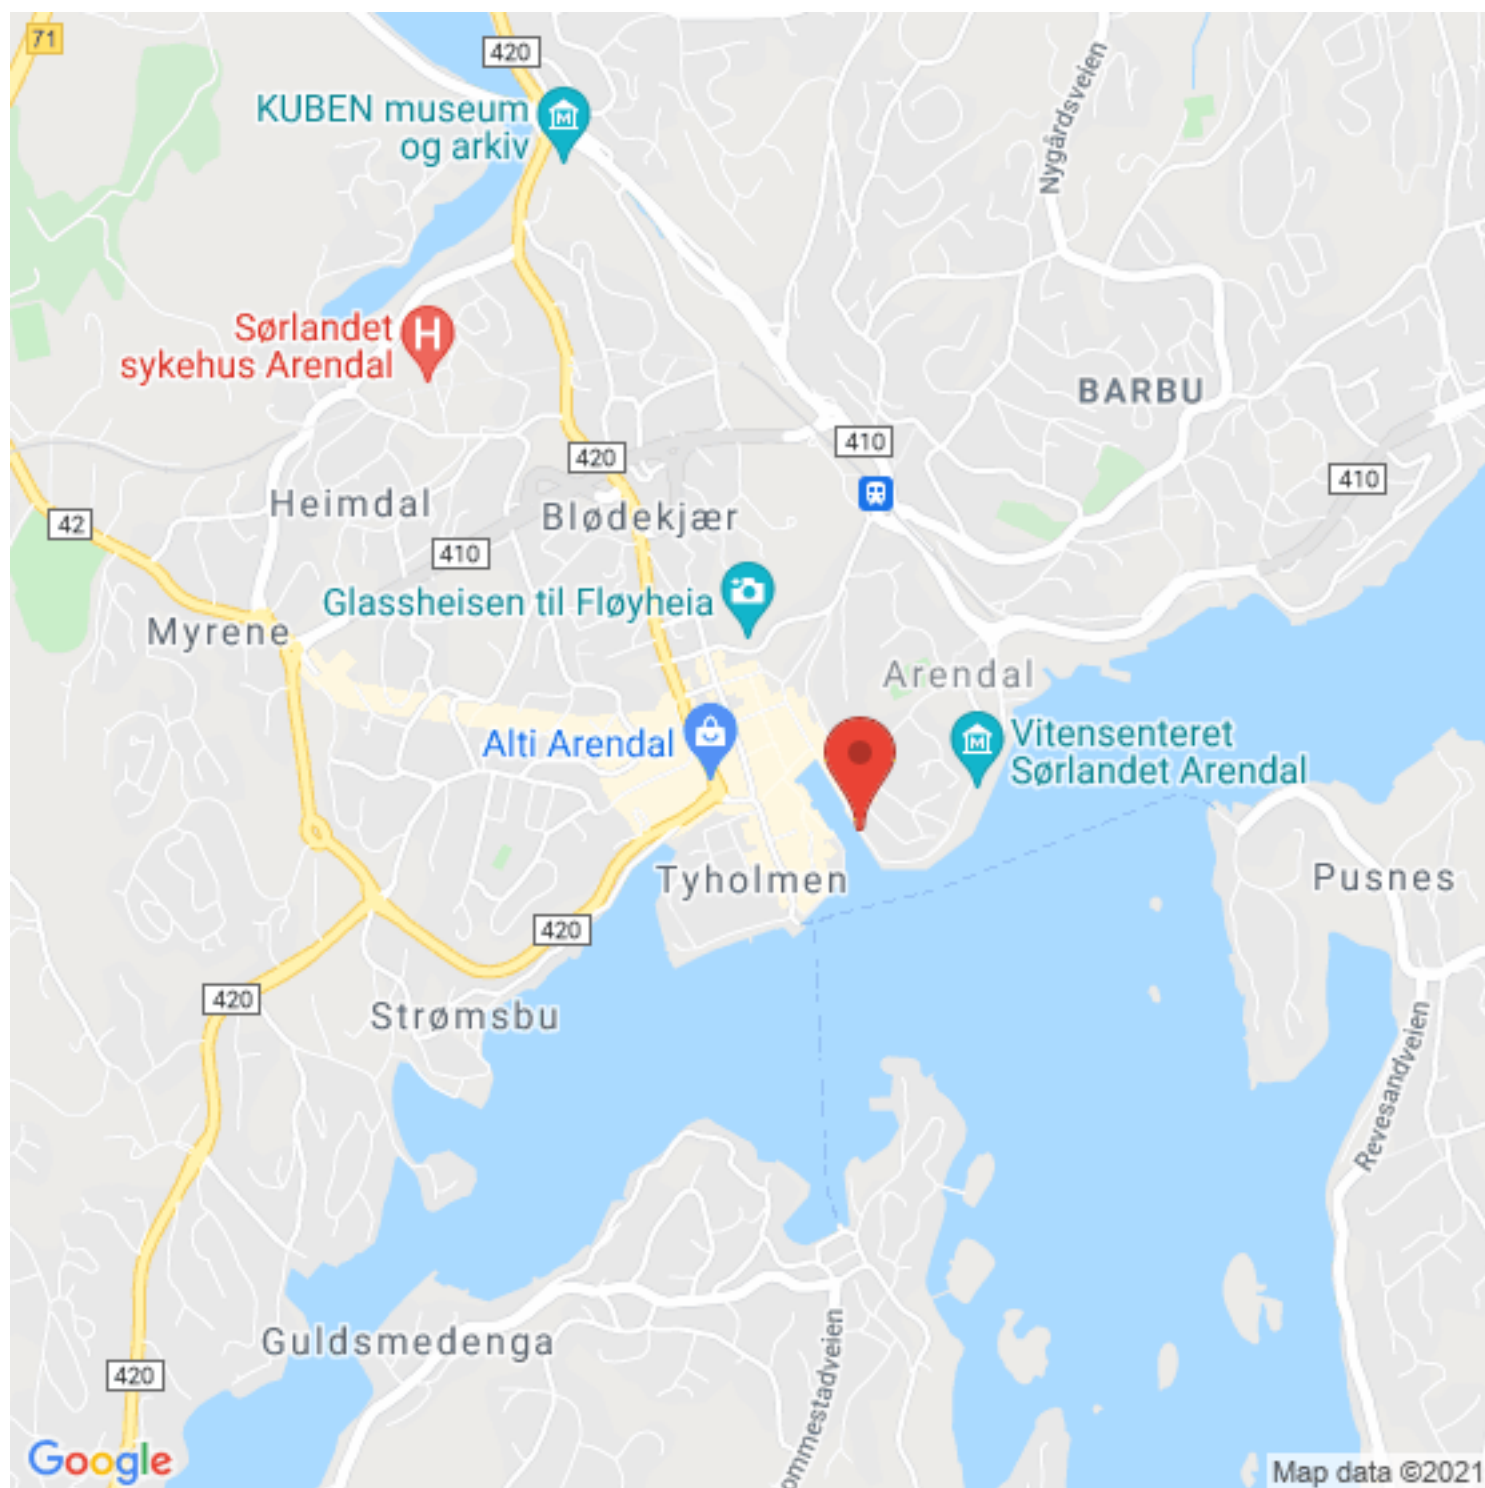 71
420
KUBEN museum
og arkiv
Nygårdsveien
Sørlandet
sykehus Arendal
BARBU
410
420
410
Heimdal
42
Blødekjær
410
Glassheisen til Fløyheia
Myrene
Arendal
Alti Arendal
Vitensenteret
Sørlandet Arendal
Tyholmen
Pusnes
420
420
Strømsbu
Revesandveien
Guldsmedenga
420
ommestadveien
Google
Map data ©2021